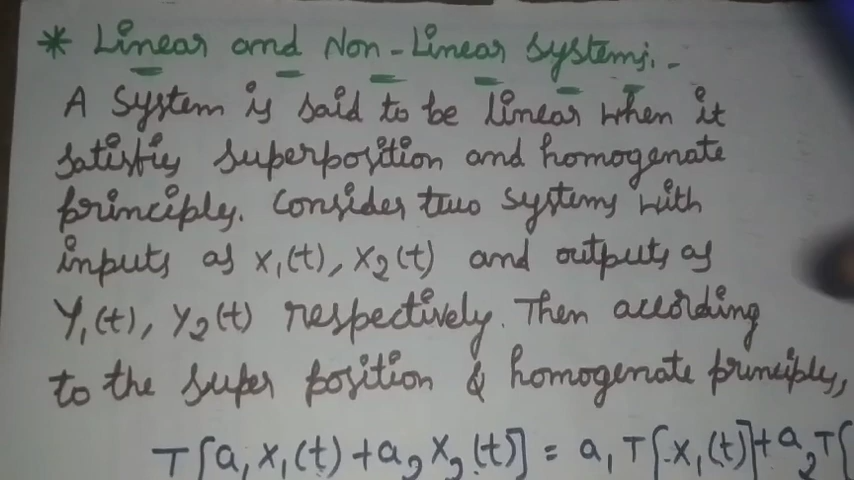 * Linear and Non-Linear Systems.-
A System is said to be linear when it
satisfies superposition and homogenate
principles. Consider two systems with
inputs as x₁(t), x₂(t) and outputs as
y₁(t), y₂(t) respectively. Then according
to the super position & homogenate principles,
T[a₁x₁(t) + a₂x₂(t)] = a₁T[x₁(t)] + a₂T[